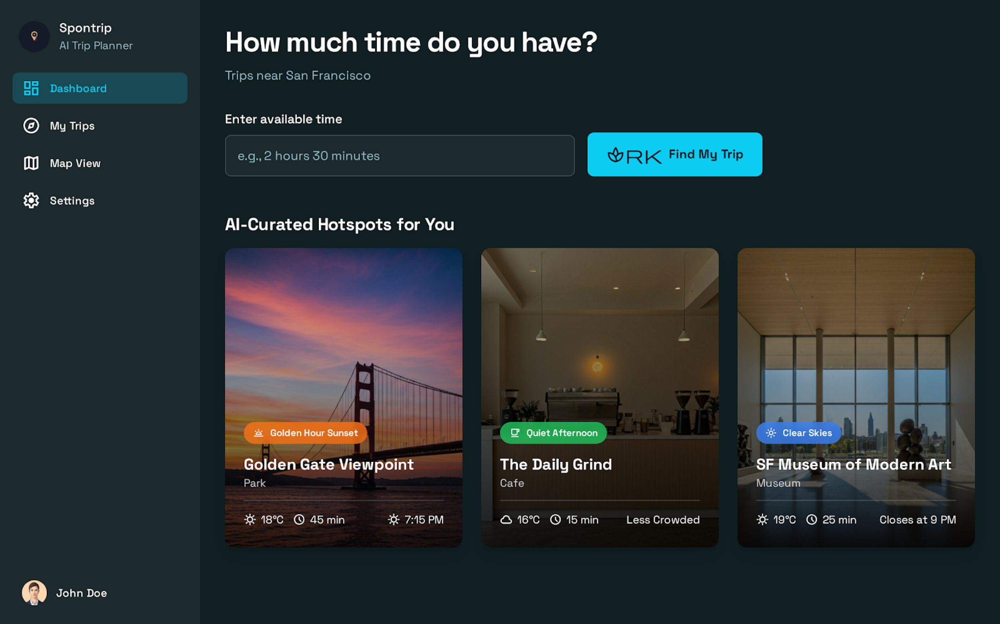 Spontrip
AI Trip Planner
Dashboard
My Trips
Map View
Settings
John Doe
How much time do you have?
Trips near San Francisco
Enter available time
e.g., 2 hours 30 minutes
RK Find My Trip
AI-Curated Hotspots for You
Golden Hour Sunset
Golden Gate Viewpoint
Park
18°C 45 min 7:15 PM
Quiet Afternoon
The Daily Grind
Cafe
16°C 15 min Less Crowded
Clear Skies
SF Museum of Modern Art
Museum
19°C 25 min Closes at 9 PM